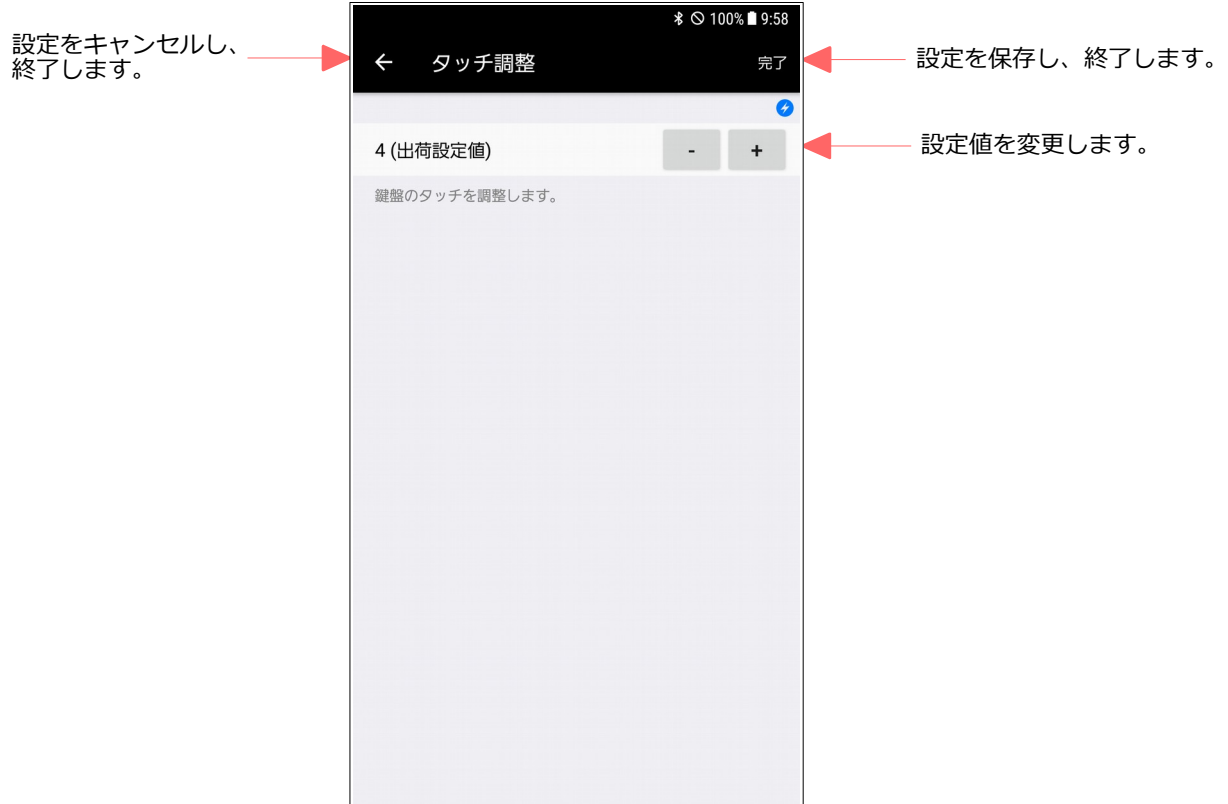 100% 9:58
設定をキャンセルし、
終了します。
タッチ調整
完了
設定を保存し、終了します。
4 (出荷設定値)
-
+
設定値を変更します。
鍵盤のタッチを調整します。